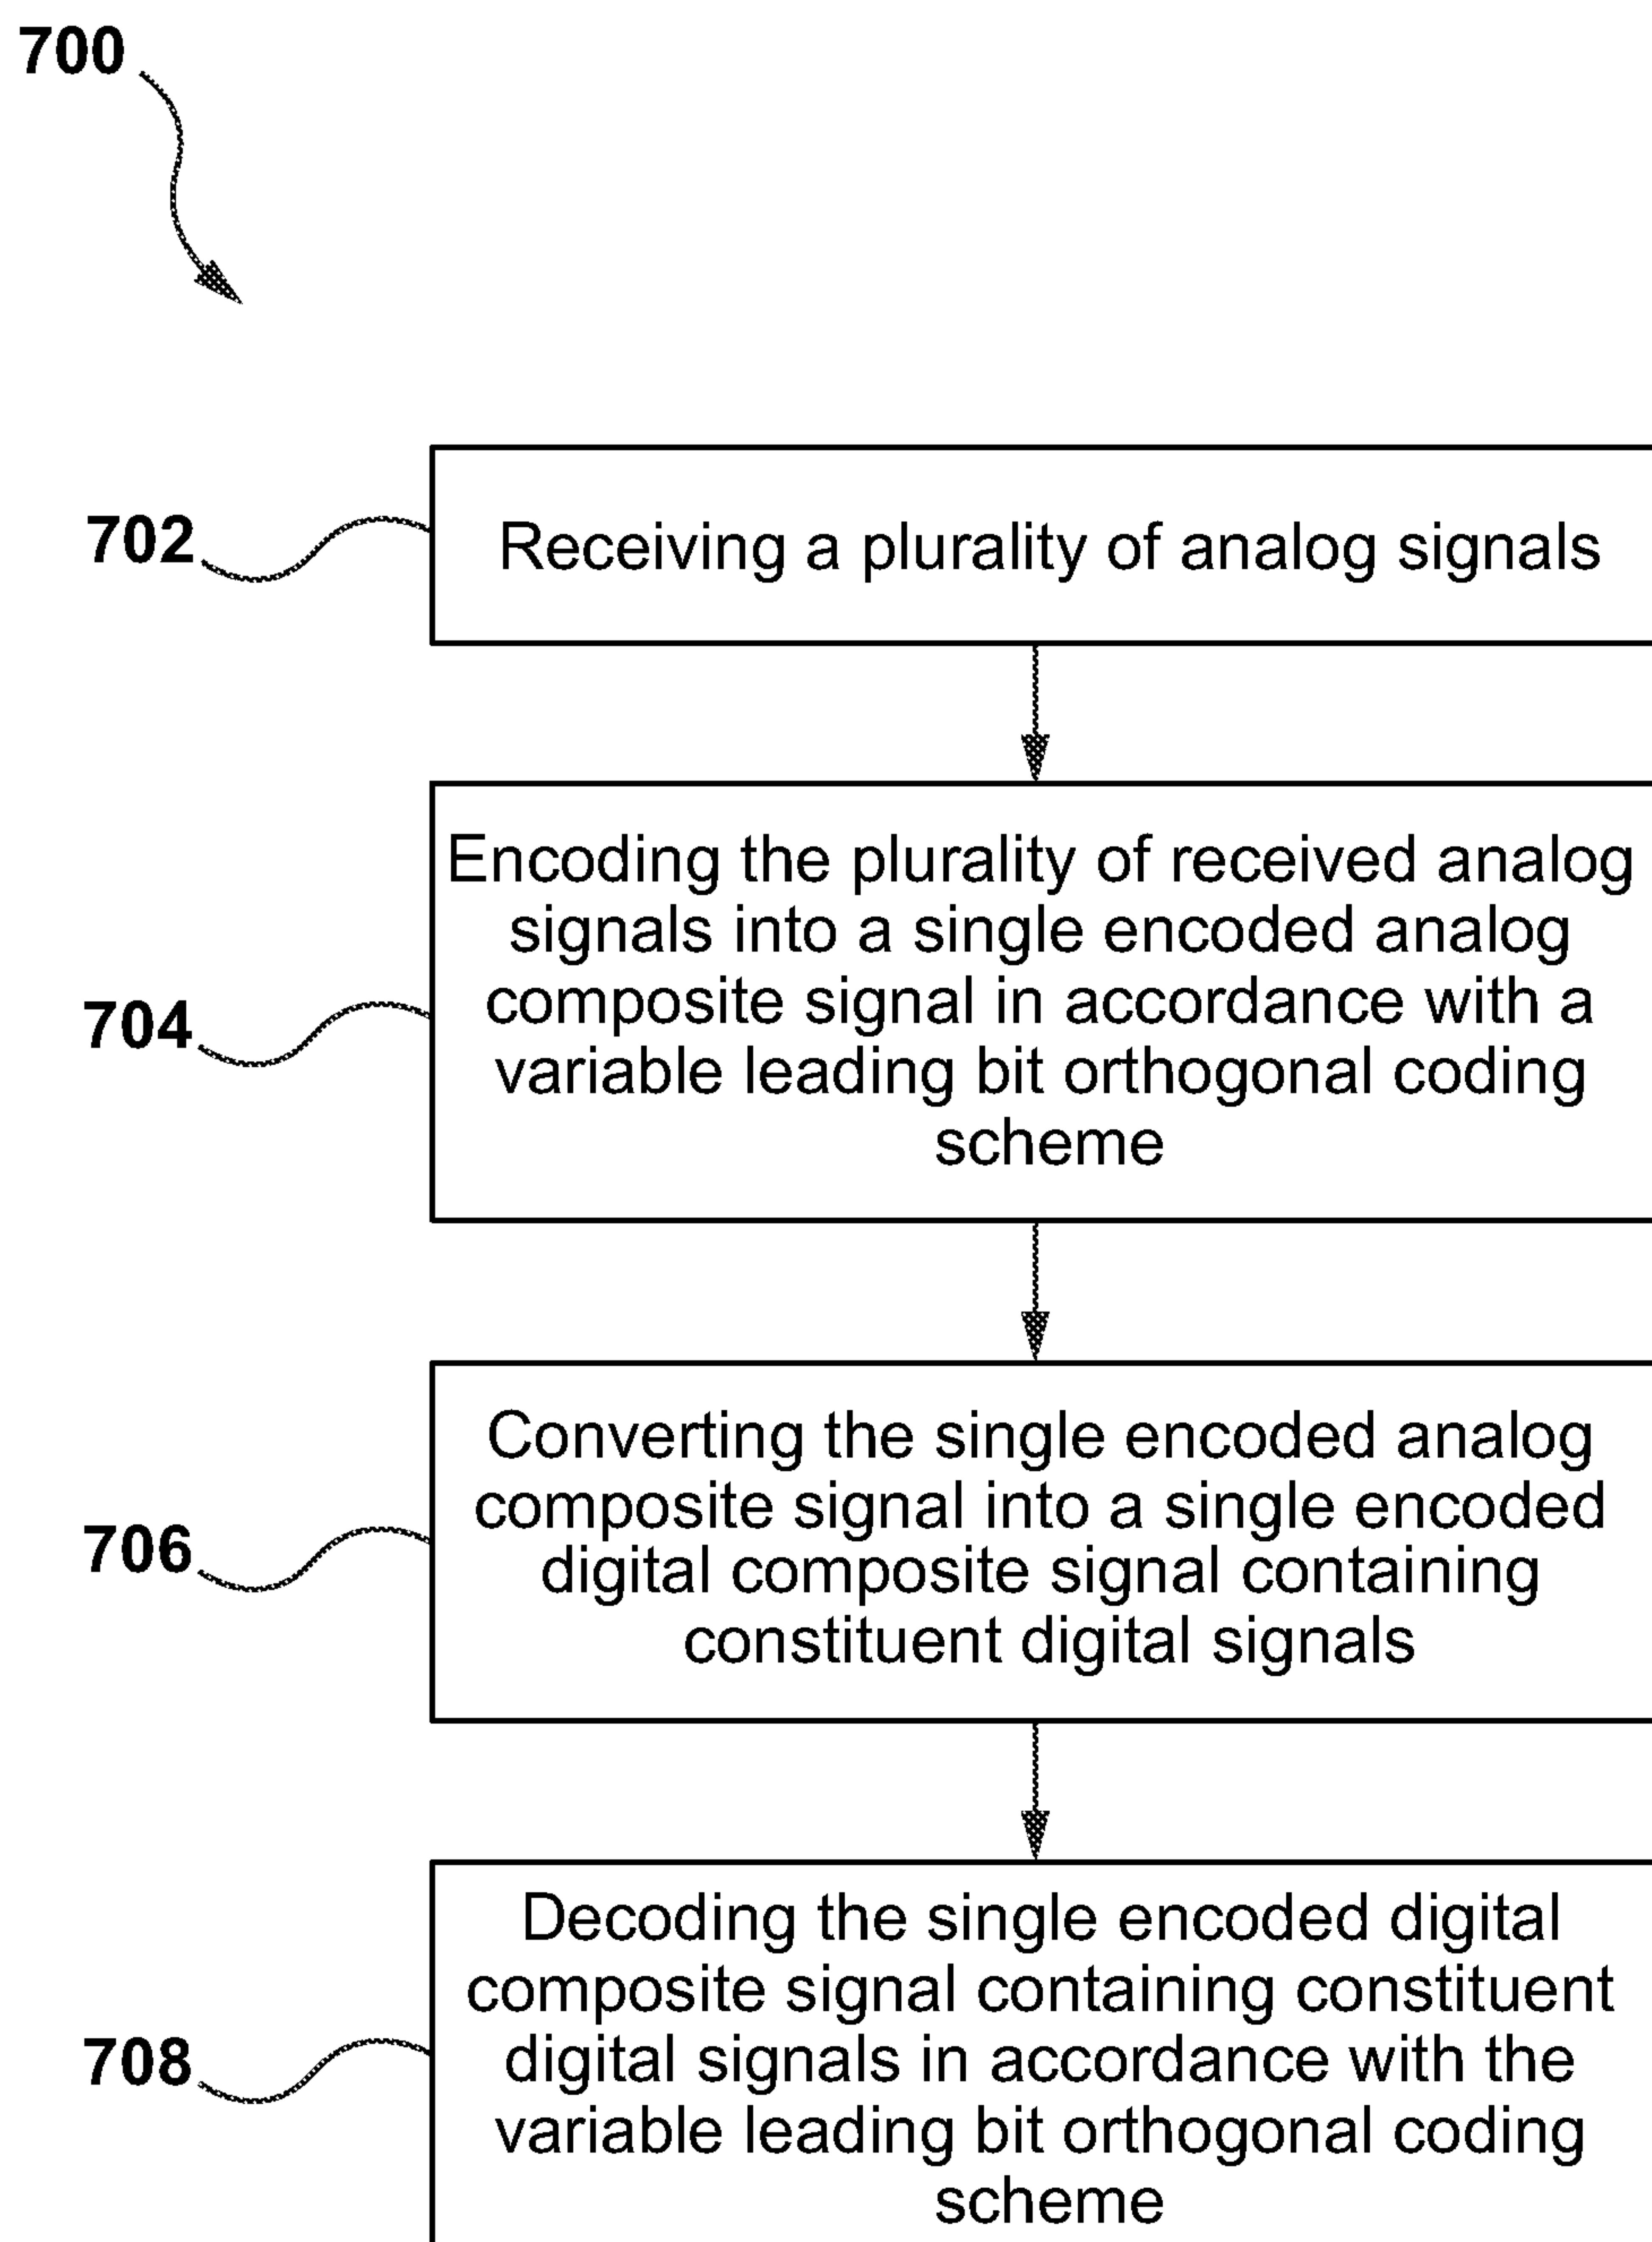 700
702
Receiving a plurality of analog signals
704
Encoding the plurality of received analog
signals into a single encoded analog
composite signal in accordance with a
variable leading bit orthogonal coding
scheme
706
Converting the single encoded analog
composite signal into a single encoded
digital composite signal containing
constituent digital signals
708
Decoding the single encoded digital
composite signal containing constituent
digital signals in accordance with the
variable leading bit orthogonal coding
scheme